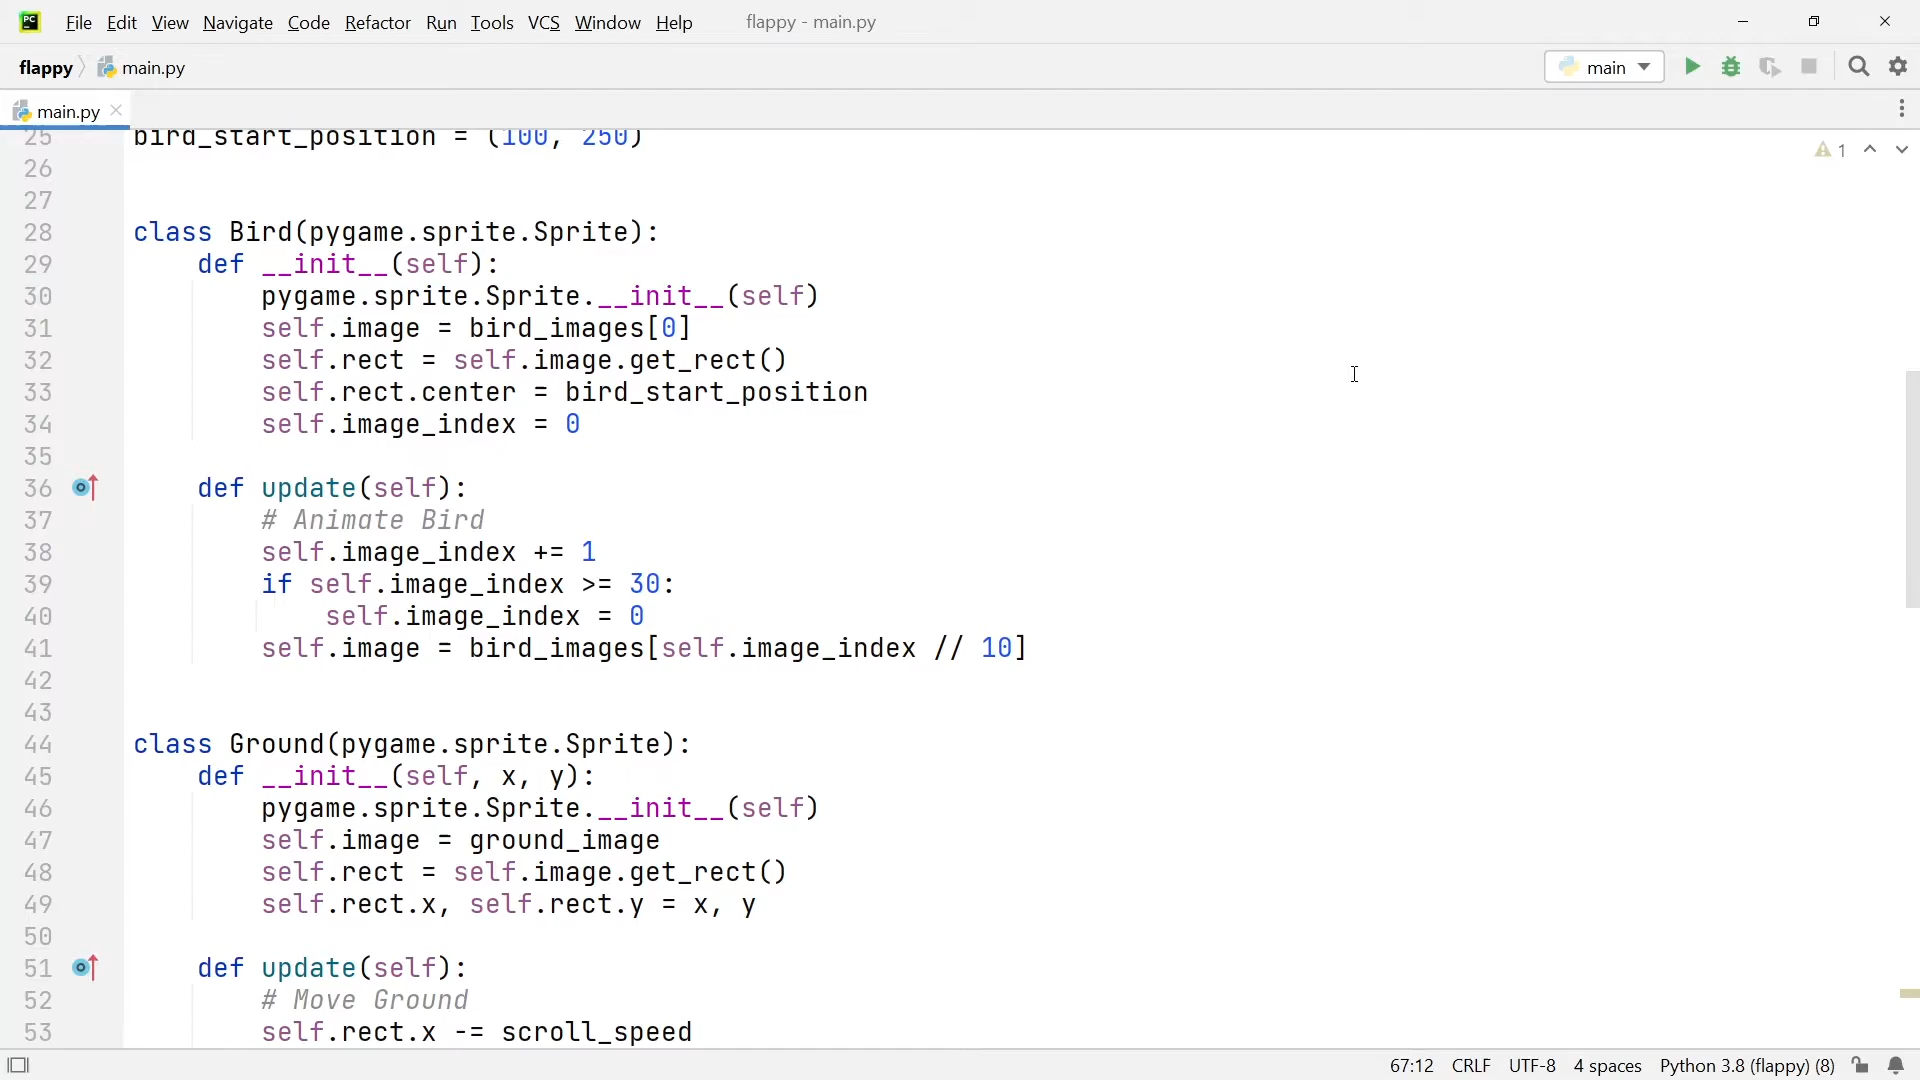 PC File Edit View Navigate Code Refactor Run Tools VCS Window Help flappy - main.py
flappy main.py main
main.py
25 bird_start_position = (100, 250)
1
26
27
28 class Bird(pygame.sprite.Sprite):
29     def __init__(self):
30         pygame.sprite.Sprite.__init__(self)
31         self.image = bird_images[0]
32         self.rect = self.image.get_rect()
33         self.rect.center = bird_start_position
34         self.image_index = 0
35
36     def update(self):
37         # Animate Bird
38         self.image_index += 1
39         if self.image_index >= 30:
40             self.image_index = 0
41         self.image = bird_images[self.image_index // 10]
42
43
44 class Ground(pygame.sprite.Sprite):
45     def __init__(self, x, y):
46         pygame.sprite.Sprite.__init__(self)
47         self.image = ground_image
48         self.rect = self.image.get_rect()
49         self.rect.x, self.rect.y = x, y
50
51     def update(self):
52         # Move Ground
53         self.rect.x -= scroll_speed
67:12 CRLF UTF-8 4 spaces Python 3.8 (flappy) (8)